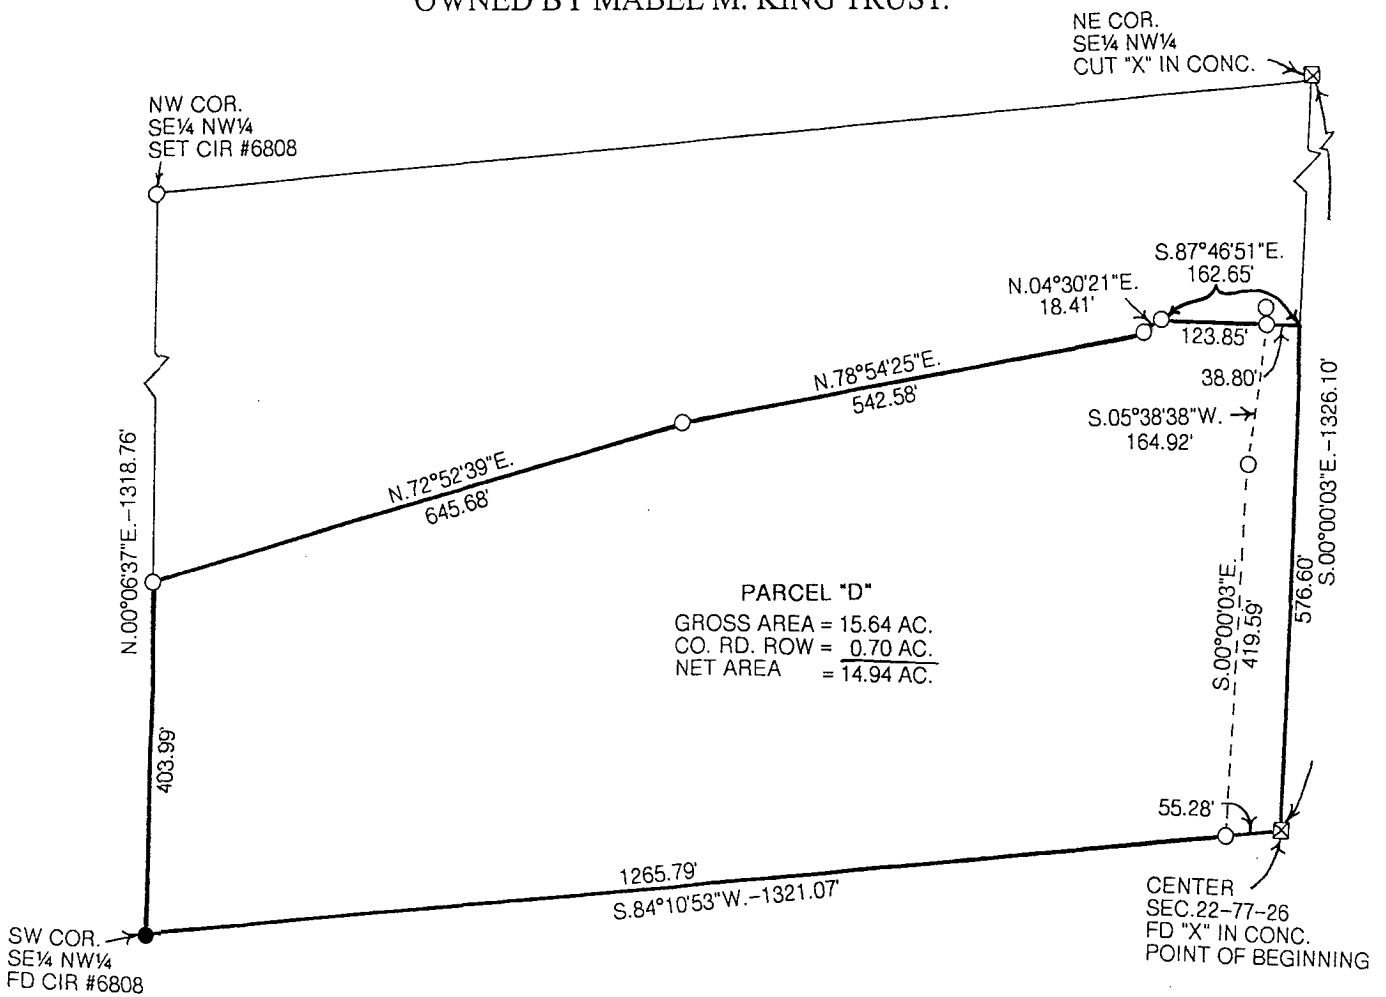 OWNED BY MABEL M. KING TRUST.
NE COR.
SE¼ NW¼
CUT "X" IN CONC.
NW COR.
SE¼ NW¼
SET CIR #6808
S.87°46'51"E.
162.65'
N.04°30'21"E.
18.41'
123.85'
38.80'
N.78°54'25"E.
542.58'
S.05°38'38"W.
164.92'
N.72°52'39"E.
645.68'
N.00°06'37"E.-1318.76'
S.00°00'03"E.-1326.10'
576.60'
S.00°00'03"E.
419.59'
PARCEL "D"
GROSS AREA = 15.64 AC.
CO. RD. ROW = 0.70 AC.
NET AREA = 14.94 AC.
403.99'
55.28'
1265.79'
S.84°10'53"W.-1321.07'
CENTER
SEC.22-77-26
FD "X" IN CONC.
POINT OF BEGINNING
SW COR.
SE¼ NW¼
FD CIR #6808